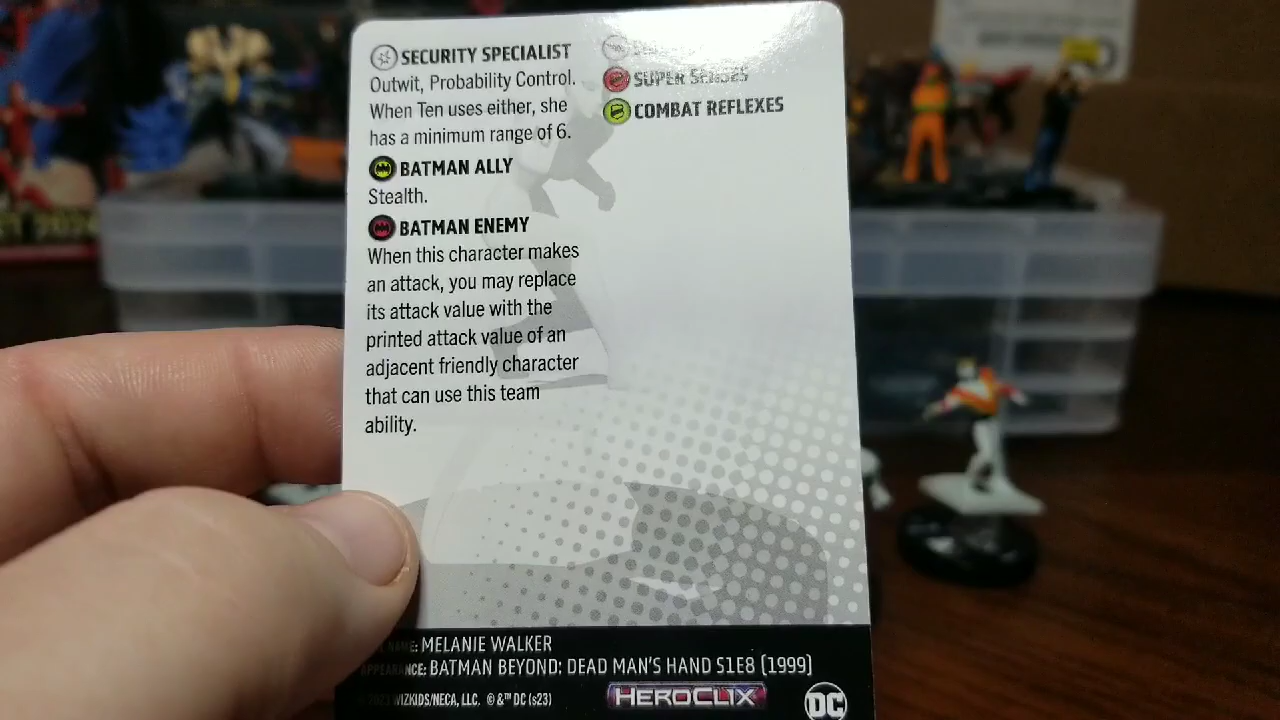 SECURITY SPECIALIST
Outwit, Probability Control.
When Ten uses either, she
has a minimum range of 6.
BATMAN ALLY
Stealth.
BATMAN ENEMY
When this character makes
an attack, you may replace
its attack value with the
printed attack value of an
adjacent friendly character
that can use this team
ability.
SUPER SENSES
COMBAT REFLEXES
NAME: MELANIE WALKER
APPEARANCE: BATMAN BEYOND: DEAD MAN'S HAND S1E8 (1999)
2023 WIZKIDS/NECA, LLC. © &™ DC (s23)
HEROCLIX
DC